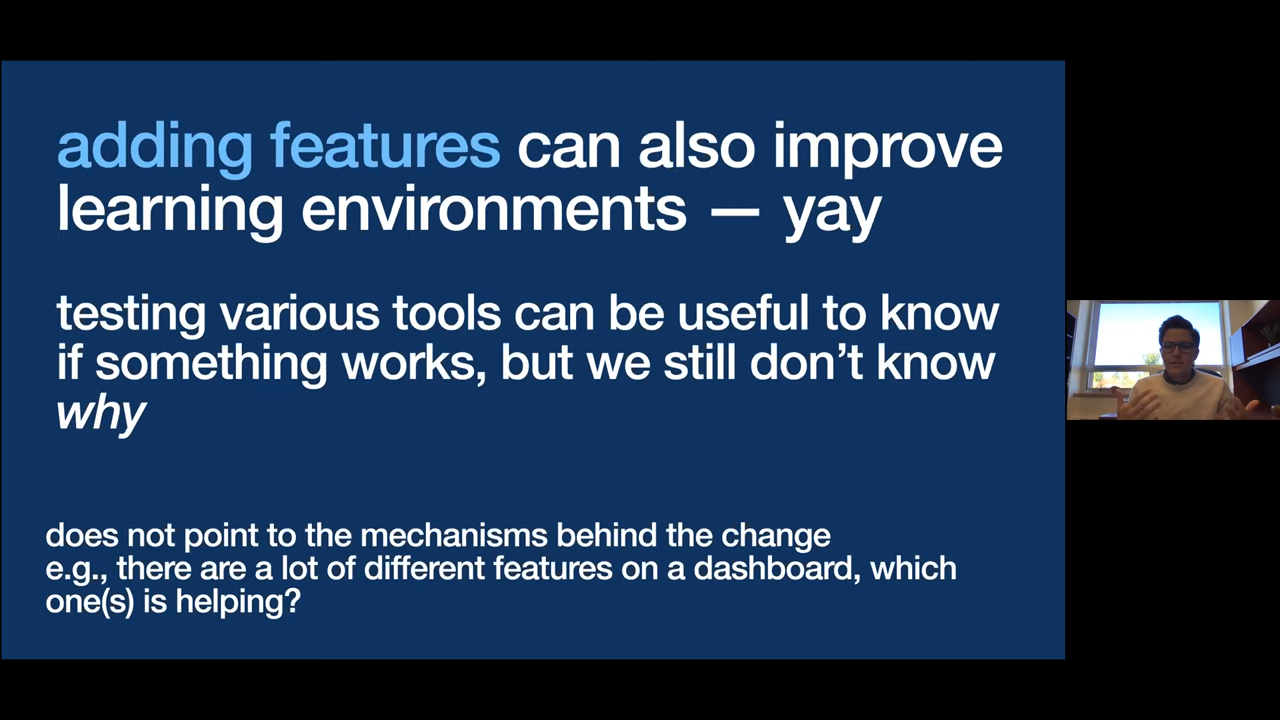 adding features can also improve
learning environments — yay
testing various tools can be useful to know
if something works, but we still don’t know
why
does not point to the mechanisms behind the change
e.g., there are a lot of different features on a dashboard, which
one(s) is helping?